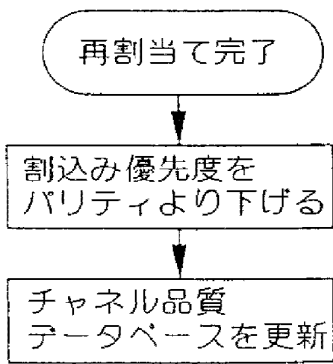 再割当て完了
割込み優先度を
パリティより下げる
チャネル品質
データベースを更新